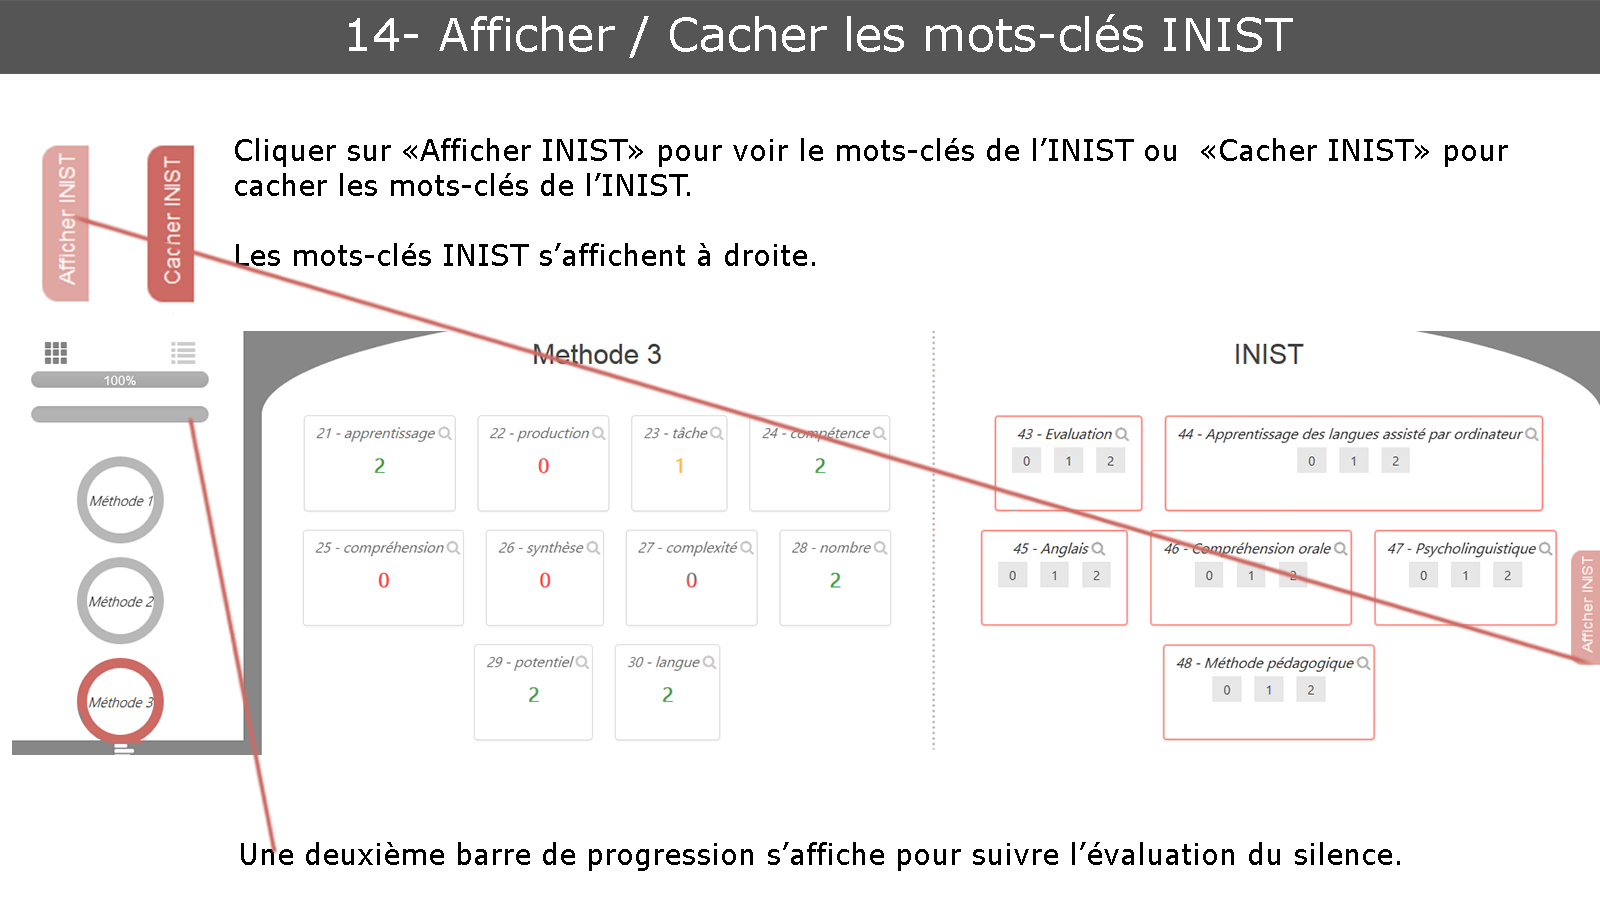 14- Afficher / Cacher les mots-clés INIST
Afficher INIST
Cacher INIST
Cliquer sur «Afficher INIST» pour voir le mots-clés de l’INIST ou «Cacher INIST» pour
cacher les mots-clés de l’INIST.
Les mots-clés INIST s’affichent à droite.
100%
Méthode 1
Méthode 2
Méthode 3
Methode 3
21 - apprentissage
2
22 - production
0
23 - tâche
1
24 - compétence
2
25 - compréhension
0
26 - synthèse
0
27 - complexité
0
28 - nombre
2
29 - potentiel
2
30 - langue
2
INIST
43 - Evaluation
0 1 2
44 - Apprentissage des langues assisté par ordinateur
0 1 2
45 - Anglais
0 1 2
46 - Compréhension orale
0 1 2
47 - Psycholinguistique
0 1 2
48 - Méthode pédagogique
0 1 2
Afficher INIST
Une deuxième barre de progression s’affiche pour suivre l’évaluation du silence.